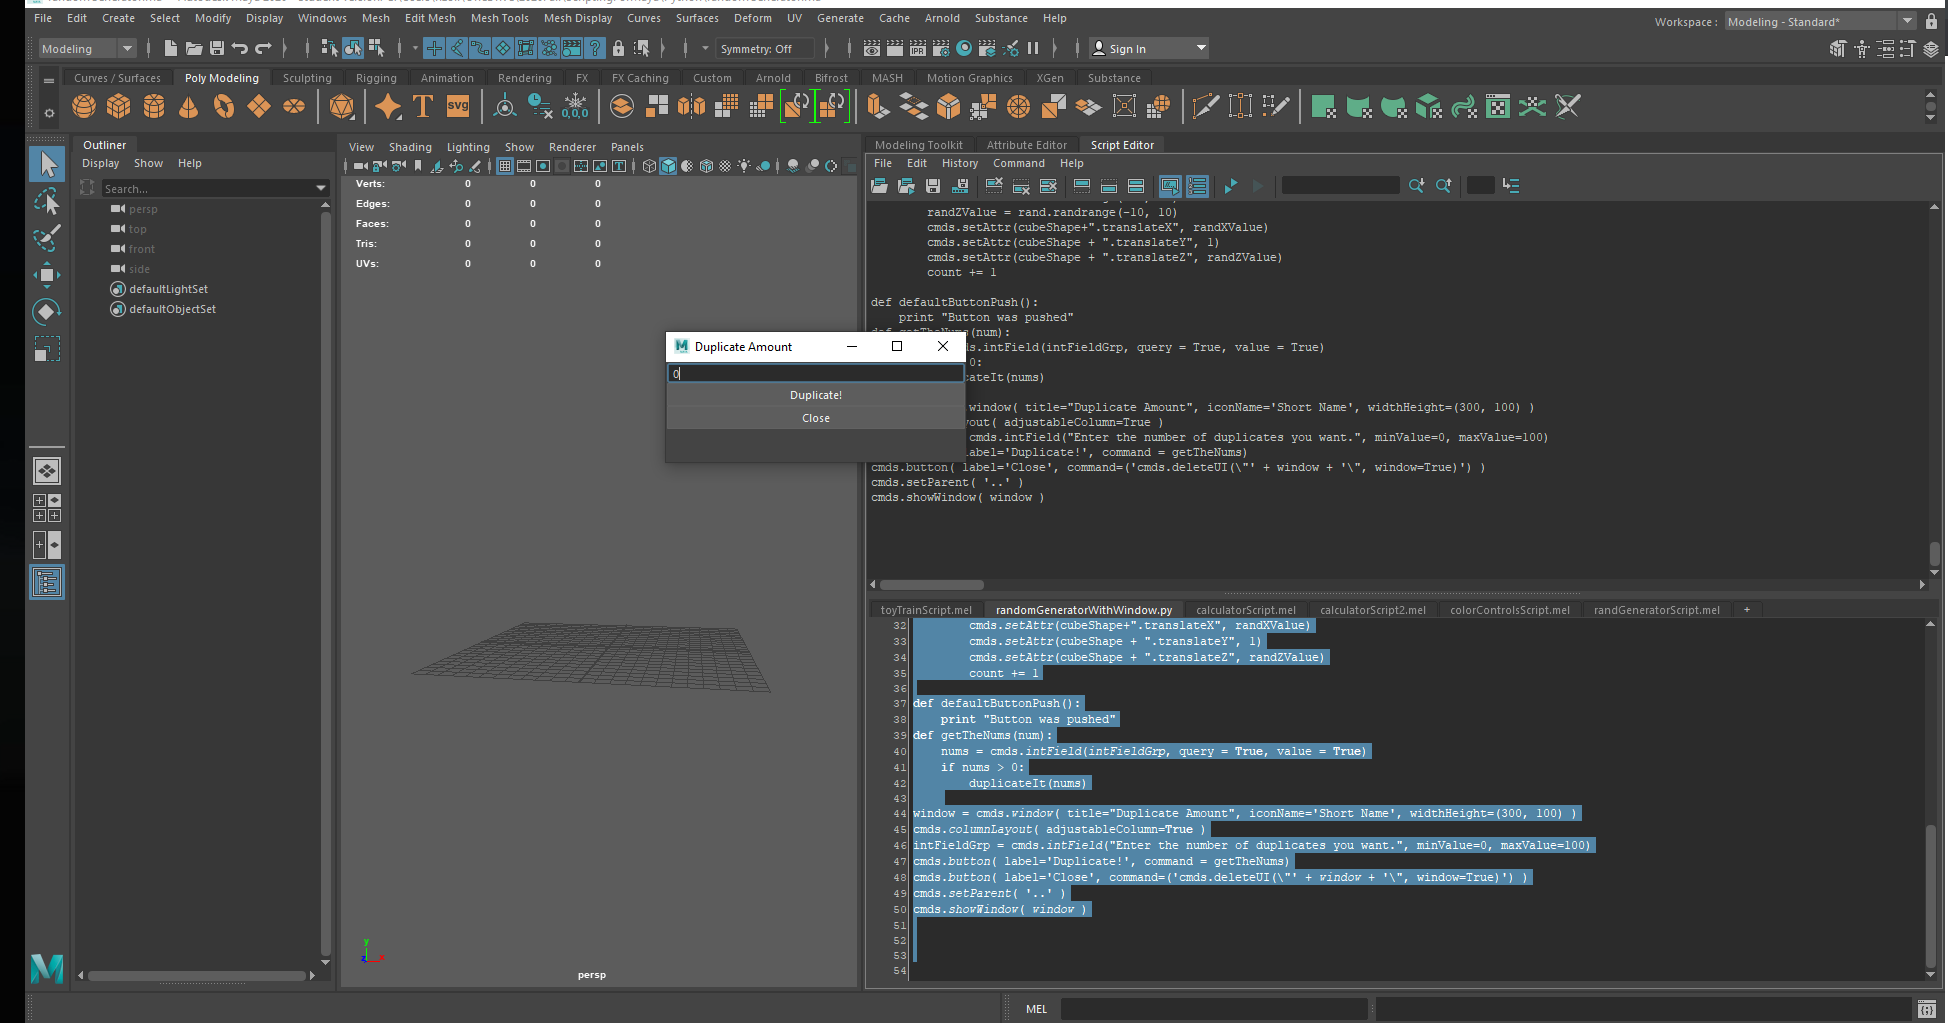 File Edit Create Select Modify Display Windows Mesh Edit Mesh Mesh Tools Mesh Display Curves Surfaces Deform UV Generate Cache Arnold Substance Help
Workspace : Modeling - Standard*
Modeling
Symmetry: Off
IPR
Sign In
Curves / Surfaces Poly Modeling Sculpting Rigging Animation Rendering FX FX Caching Custom Arnold Bifrost MASH Motion Graphics XGen Substance
T svg 0,0,0
Outliner
Display Show Help
Search...
persp
top
front
side
defaultLightSet
defaultObjectSet
View Shading Lighting Show Renderer Panels
Verts: 0 0 0
Edges: 0 0 0
Faces: 0 0 0
Tris: 0 0 0
UVs: 0 0 0
y
z x
persp
Duplicate Amount
0
Duplicate!
Close
Modeling Toolkit Attribute Editor Script Editor
File Edit History Command Help
randZValue = rand.randrange(-10, 10)
cmds.setAttr(cubeShape+".translateX", randXValue)
cmds.setAttr(cubeShape + ".translateY", 1)
cmds.setAttr(cubeShape + ".translateZ", randZValue)
count += 1
def defaultButtonPush():
print "Button was pushed"
(num):
.intField(intFieldGrp, query = True, value = True)
0:
cateIt(nums)
window( title="Duplicate Amount", iconName='Short Name', widthHeight=(300, 100) )
out( adjustableColumn=True )
cmds.intField("Enter the number of duplicates you want.", minValue=0, maxValue=100)
label='Duplicate!', command = getTheNums)
cmds.button( label='Close', command=('cmds.deleteUI(\"' + window + '\", window=True)') )
cmds.setParent( '..' )
cmds.showWindow( window )
toyTrainScript.mel randomGeneratorWithWindow.py calculatorScript.mel calculatorScript2.mel colorControlsScript.mel randGeneratorScript.mel +
32 cmds.setAttr(cubeShape+".translateX", randXValue)
33 cmds.setAttr(cubeShape + ".translateY", 1)
34 cmds.setAttr(cubeShape + ".translateZ", randZValue)
35 count += 1
36
37 def defaultButtonPush():
38 print "Button was pushed"
39 def getTheNums(num):
40 nums = cmds.intField(intFieldGrp, query = True, value = True)
41 if nums > 0:
42 duplicateIt(nums)
43
44 window = cmds.window( title="Duplicate Amount", iconName='Short Name', widthHeight=(300, 100) )
45 cmds.columnLayout( adjustableColumn=True )
46 intFieldGrp = cmds.intField("Enter the number of duplicates you want.", minValue=0, maxValue=100)
47 cmds.button( label='Duplicate!', command = getTheNums)
48 cmds.button( label='Close', command=('cmds.deleteUI(\"' + window + '\", window=True)') )
49 cmds.setParent( '..' )
50 cmds.showWindow( window )
51
52
53
54
MEL